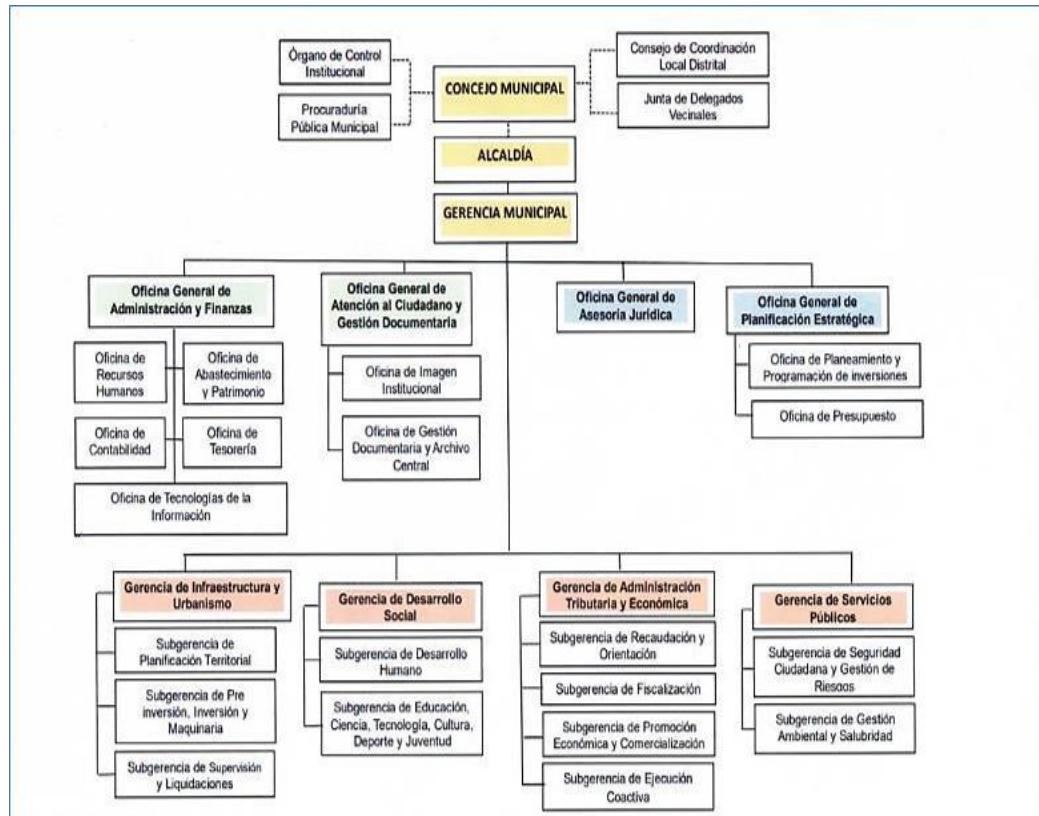 Órgano de Control
Institucional
Procuraduría
Pública Municipal
CONCEJO MUNICIPAL
Consejo de Coordinación
Local Distrital
Junta de Delegados
Vecinales
ALCALDÍA
GERENCIA MUNICIPAL
Oficina General de
Administración y Finanzas
Oficina de
Recursos
Humanos
Oficina de
Abastecimiento
y Patrimonio
Oficina de
Contabilidad
Oficina de
Tesorería
Oficina de Tecnologías de la
Información
Oficina General de
Atención al Ciudadano y
Gestión Documentaria
Oficina de Imagen
Institucional
Oficina de Gestión
Documentaria y Archivo
Central
Oficina General de
Asesoría Jurídica
Oficina General de
Planificación Estratégica
Oficina de Planeamiento y
Programación de inversiones
Oficina de Presupuesto
Gerencia de Infraestructura y
Urbanismo
Subgerencia de
Planificación Territorial
Subgerencia de Pre
inversión, Inversión y
Maquinaria
Subgerencia de Supervisión
y Liquidaciones
Gerencia de Desarrollo
Social
Subgerencia de Desarrollo
Humano
Subgerencia de Educación,
Ciencia, Tecnología, Cultura,
Deporte y Juventud
Gerencia de Administración
Tributaria y Económica
Subgerencia de Recaudación y
Orientación
Subgerencia de Fiscalización
Subgerencia de Promoción
Económica y Comercialización
Subgerencia de Ejecución
Coactiva
Gerencia de Servicios
Públicos
Subgerencia de Seguridad
Ciudadana y Gestión de
Riesgos
Subgerencia de Gestión
Ambiental y Salubridad